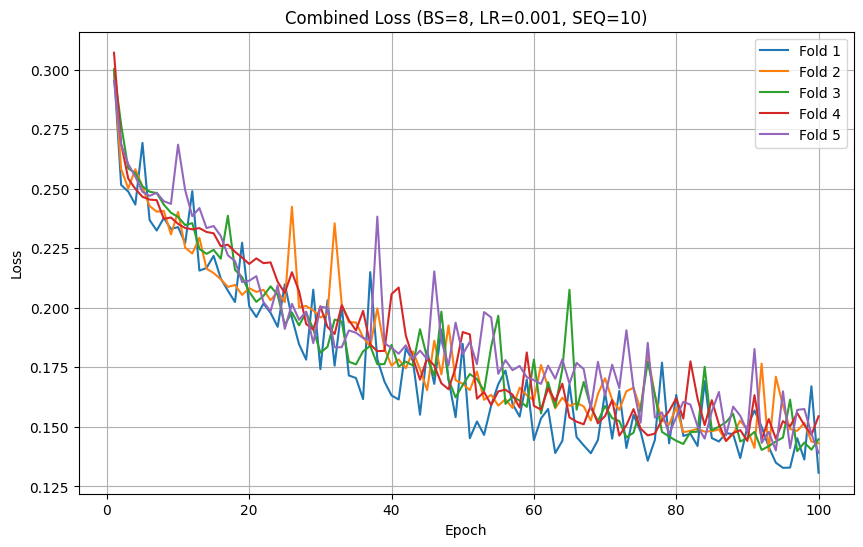 Combined Loss (BS=8, LR=0.001, SEQ=10)
Loss
0.300
0.275
0.250
0.225
0.200
0.175
0.150
0.125
Fold 1
Fold 2
Fold 3
Fold 4
Fold 5
0 20 40 60 80 100
Epoch